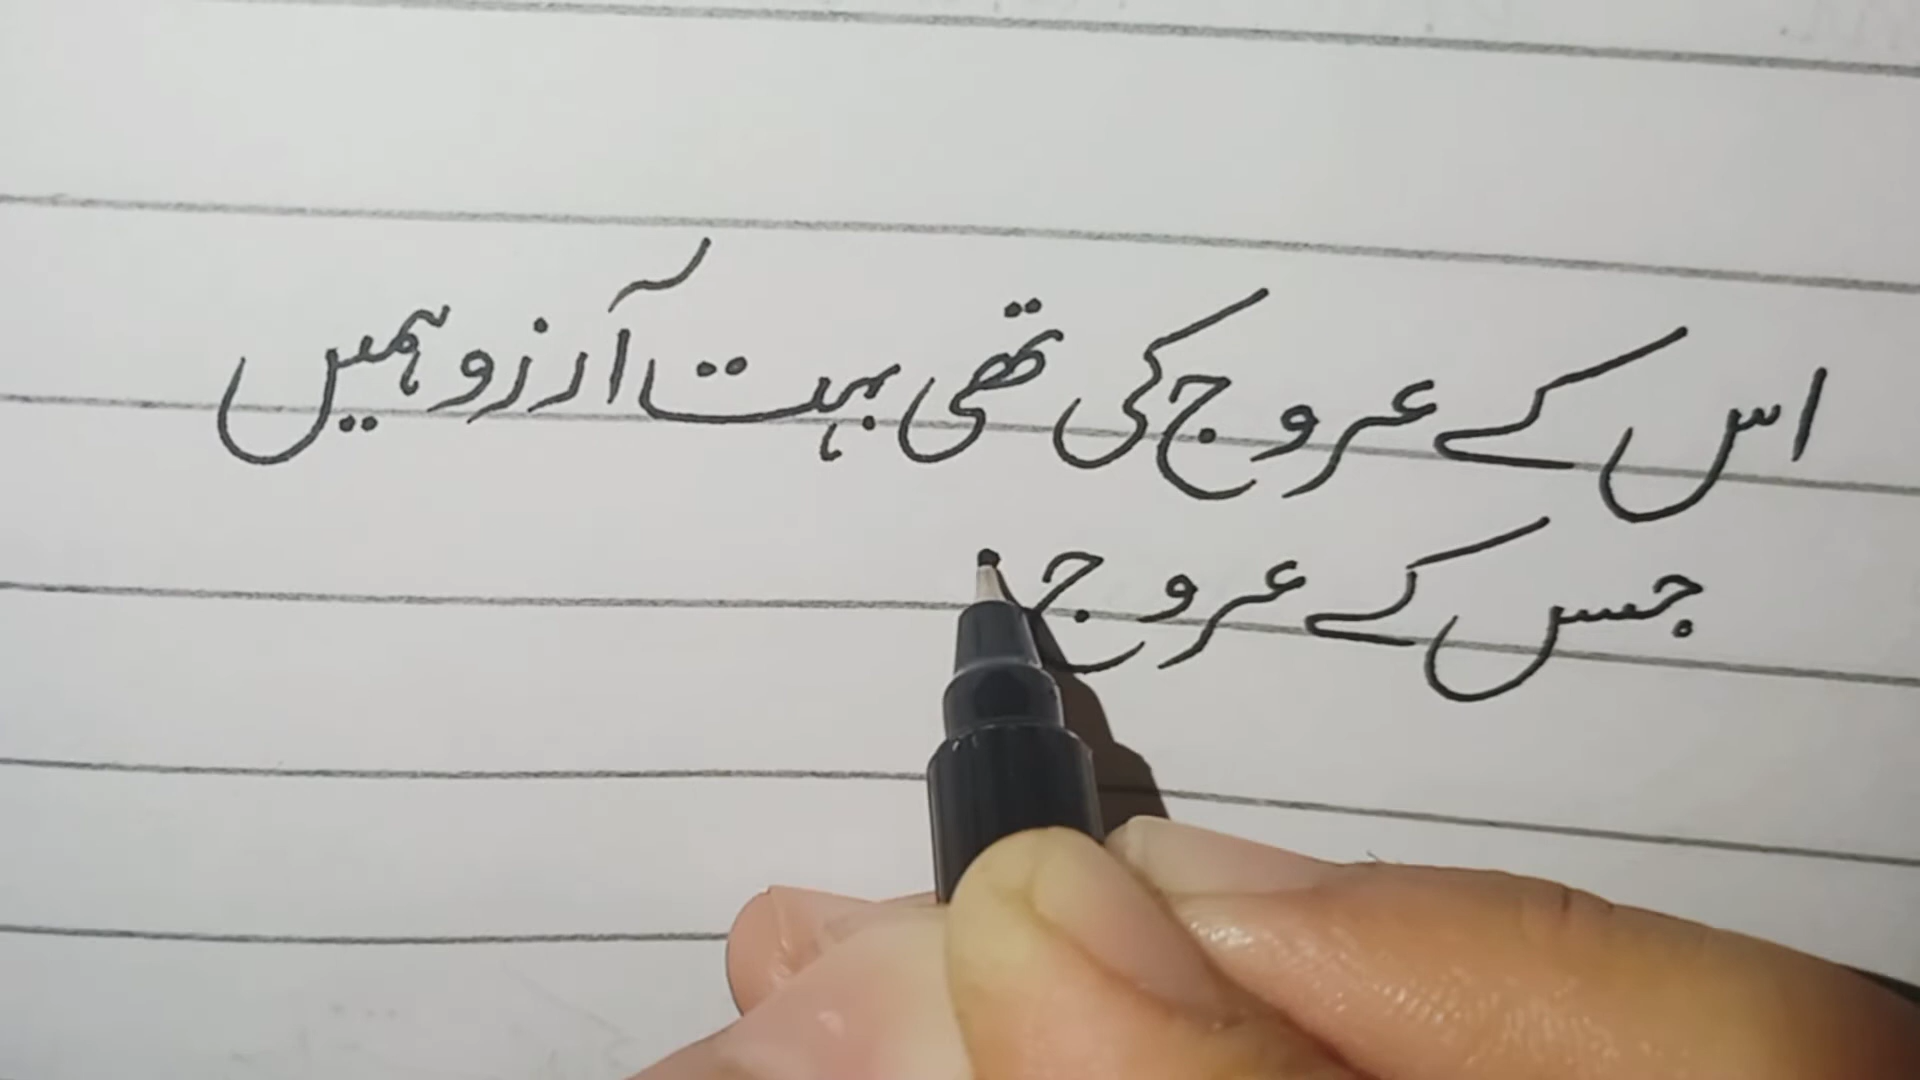 اس کے عروج کی تھی بہت آرزو ہمیں
جس کے عروج